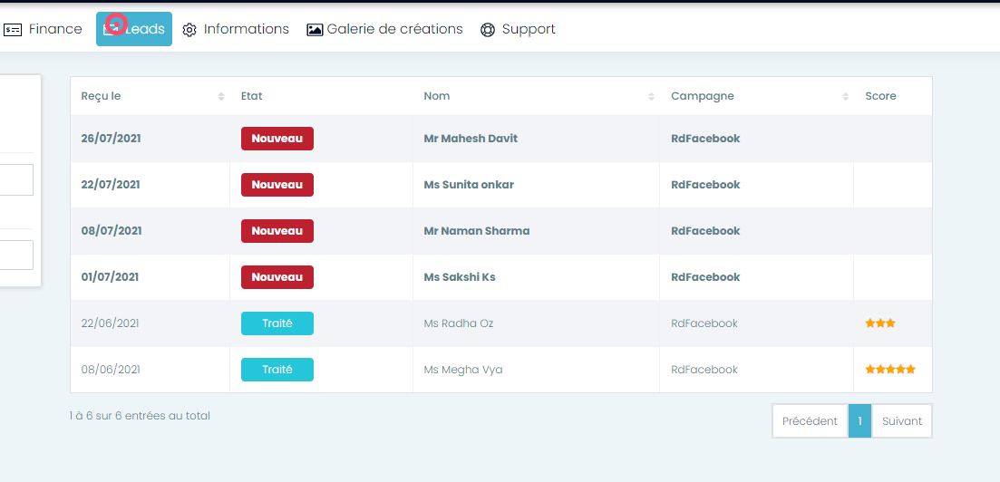 Finance Leads Informations Galerie de créations Support
Reçu le Etat Nom Campagne Score
26/07/2021 Nouveau Mr Mahesh Davit RdFacebook
22/07/2021 Nouveau Ms Sunita onkar RdFacebook
08/07/2021 Nouveau Mr Naman Sharma RdFacebook
01/07/2021 Nouveau Ms Sakshi Ks RdFacebook
22/06/2021 Traité Ms Radha Oz RdFacebook
08/06/2021 Traité Ms Megha Vya RdFacebook
1 à 6 sur 6 entrées au total Précédent 1 Suivant